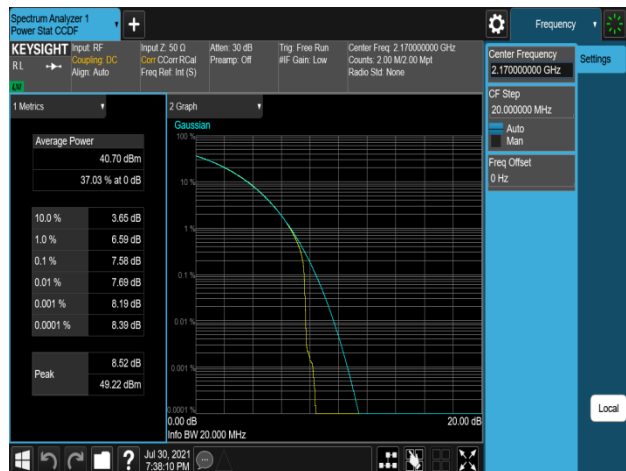 Spectrum Analyzer 1
Power Stat CCDF
Frequency
KEYSIGHT
RL
LXI
Input: RF
Coupling: DC
Align: Auto
Input Z: 50 Ω
Corr CCorr RCal
Freq Ref: Int (S)
Atten: 30 dB
Preamp: Off
Trig: Free Run
#IF Gain: Low
Center Freq: 2.170000000 GHz
Counts: 2.00 M/2.00 Mpt
Radio Std: None
Center Frequency
2.170000000 GHz
Settings
CF Step
20.000000 MHz
Auto
Man
Freq Offset
0 Hz
Local
1 Metrics
Average Power
40.70 dBm
37.03 % at 0 dB
10.0 % 3.65 dB
1.0 % 6.59 dB
0.1 % 7.58 dB
0.01 % 7.69 dB
0.001 % 8.19 dB
0.0001 % 8.39 dB
Peak 8.52 dB
49.22 dBm
2 Graph
Gaussian
100 %
10 %
1 %
0.1 %
0.01 %
0.001 %
0.0001 %
0.00 dB 20.00 dB
Info BW 20.000 MHz
?
Jul 30, 2021
7:38:10 PM